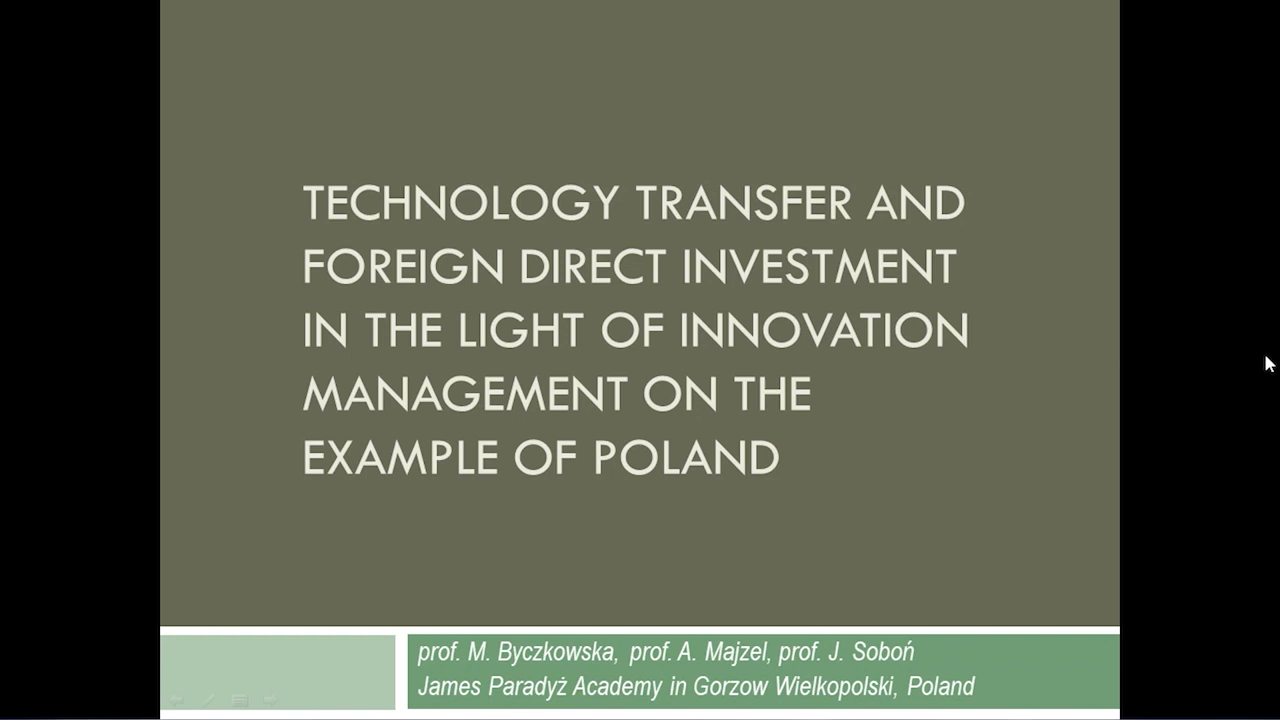 TECHNOLOGY TRANSFER AND
FOREIGN DIRECT INVESTMENT
IN THE LIGHT OF INNOVATION
MANAGEMENT ON THE
EXAMPLE OF POLAND
prof. M. Byczkowska, prof. A. Majzel, prof. J. Soboń
James Paradyż Academy in Gorzow Wielkopolski, Poland